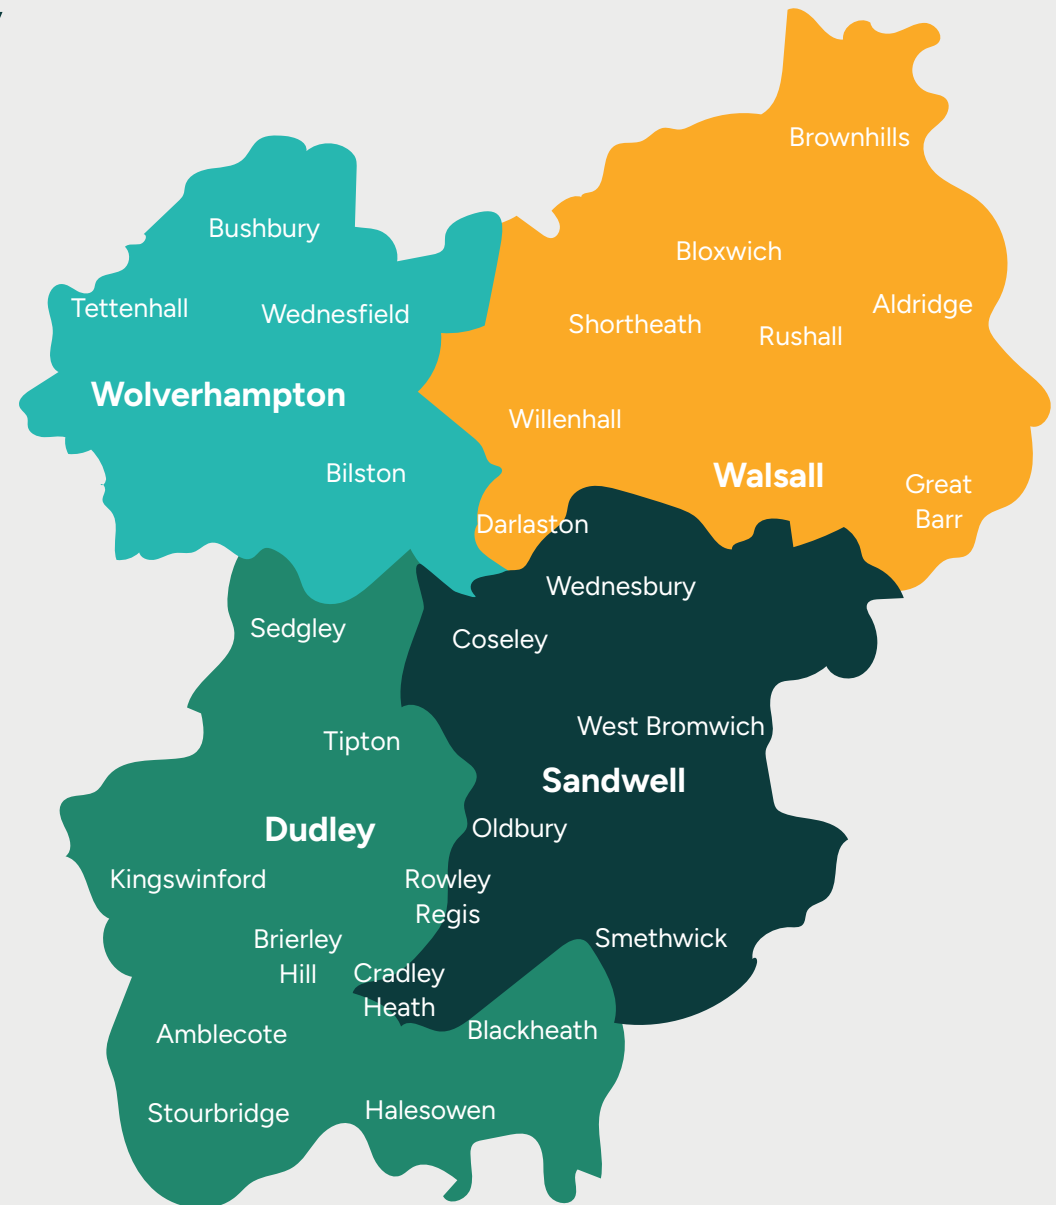 Brownhills
Bushbury
Bloxwich
Tettenhall
Wednesfield
Aldridge
Shortheath
Rushall
Wolverhampton
Willenhall
Bilston
Walsall
Great
Barr
Darlaston
Wednesbury
Sedgley
Coseley
West Bromwich
Tipton
Sandwell
Dudley
Oldbury
Kingswinford
Rowley
Regis
Brierley
Hill
Smethwick
Cradley
Heath
Amblecote
Blackheath
Stourbridge
Halesowen